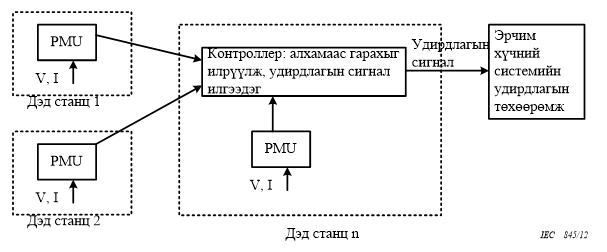 PMU
V, I
Дэд станц 1
PMU
V, I
Дэд станц 2
Контроллер: алхамаас гарахыг
илрүүлж, удирдлагын сигнал
илгээдэг
PMU
V, I
Дэд станц n
Удирдлагын
сигнал
Эрчим
хүчний
системийн
удирдлагын
төхөөрөмж
IEC 845/12